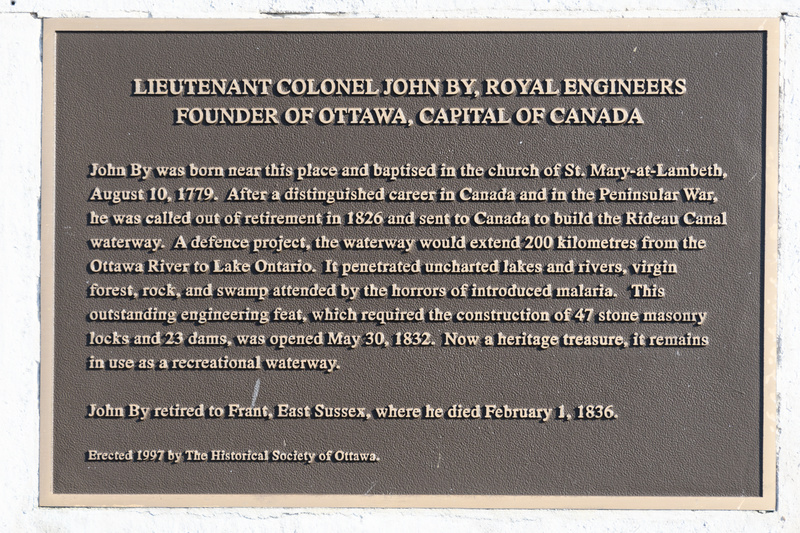 LIEUTENANT COLONEL JOHN BY, ROYAL ENGINEERS
FOUNDER OF OTTAWA, CAPITAL OF CANADA
John By was born near this place and baptised in the church of St. Mary-at-Lambeth,
August 10, 1779. After a distinguished career in Canada and in the Peninsular War,
he was called out of retirement in 1826 and sent to Canada to build the Rideau Canal
waterway. A defence project, the waterway would extend 200 kilometres from the
Ottawa River to Lake Ontario. It penetrated uncharted lakes and rivers, virgin
forest, rock, and swamp attended by the horrors of introduced malaria. This
outstanding engineering feat, which required the construction of 47 stone masonry
locks and 23 dams, was opened May 30, 1832. Now a heritage treasure, it remains
in use as a recreational waterway.
John By retired to Frant, East Sussex, where he died February 1, 1836.
Erected 1997 by The Historical Society of Ottawa.